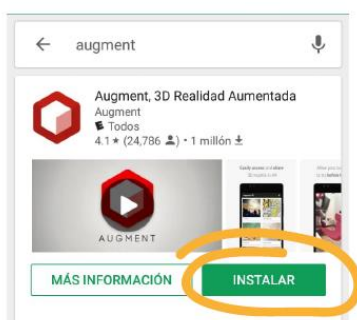 augment
Augment, 3D Realidad Aumentada
Augment
Todos
4.1★ (24,786 ) • 1 millón
AUGMENT
MÁS INFORMACIÓN
INSTALAR